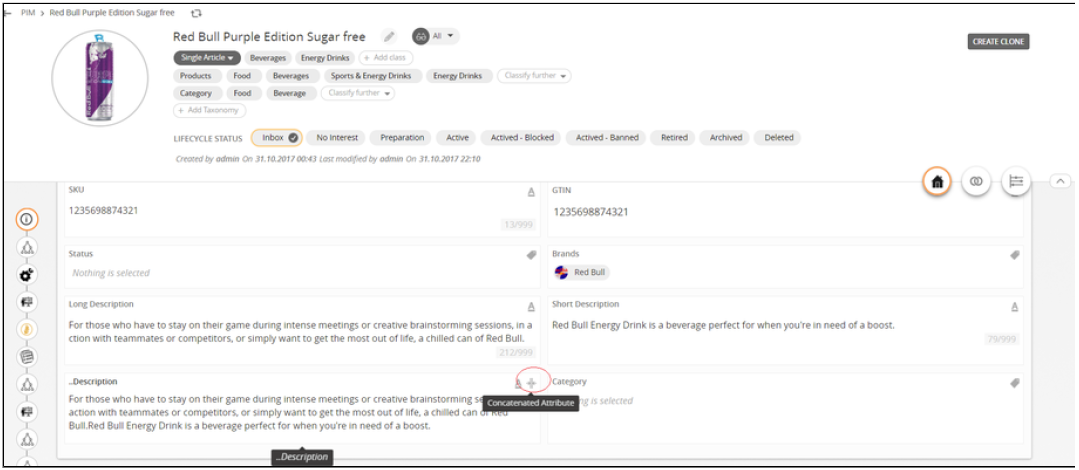 ← PIM > Red Bull Purple Edition Sugar free
Red Bull Purple Edition Sugar free All
CREATE CLONE
Single Article Beverages Energy Drinks + Add class
Products Food Beverages Sports & Energy Drinks Energy Drinks Classify further
Category Food Beverage Classify further
+ Add Taxonomy
LIFECYCLE STATUS Inbox No Interest Preparation Active Actived - Blocked Actived - Banned Retired Archived Deleted
Created by admin On 31.10.2017 00:43 Last modified by admin On 31.10.2017 22:10
SKU
1235698874321
13/999
GTIN
1235698874321
Status
Nothing is selected
Brands
Red Bull
Long Description
For those who have to stay on their game during intense meetings or creative brainstorming sessions, in a
ction with teammates or competitors, or simply want to get the most out of life, a chilled can of Red Bull.
212/999
Short Description
Red Bull Energy Drink is a beverage perfect for when you're in need of a boost.
79/999
..Description
For those who have to stay on their game during intense meetings or creative brainstorming se
action with teammates or competitors, or simply want to get the most out of life, a chilled can of Red
Bull.Red Bull Energy Drink is a beverage perfect for when you're in need of a boost.
Concatenated Attribute
Category
ng is selected
..Description